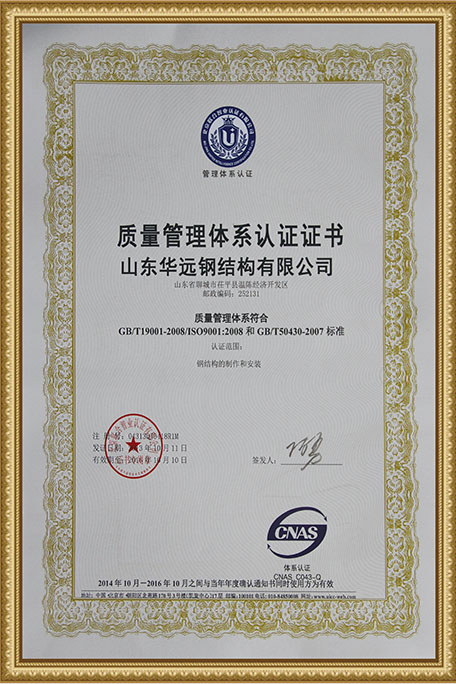 管理体系认证
质量管理体系认证证书
山东华远钢结构有限公司
山东省聊城市茌平县温陈经济开发区
邮政编码：252131
质量管理体系符合
GB/T19001-2008/ISO9001:2008 和 GB/T50430-2007 标准
认证范围：
钢结构的制作和安装
签发人：
CNAS
体系认证
CNAS C043-Q
2014 年 10 月—2016 年 10 月之间与当年年度确认通知书同时使用方为有效